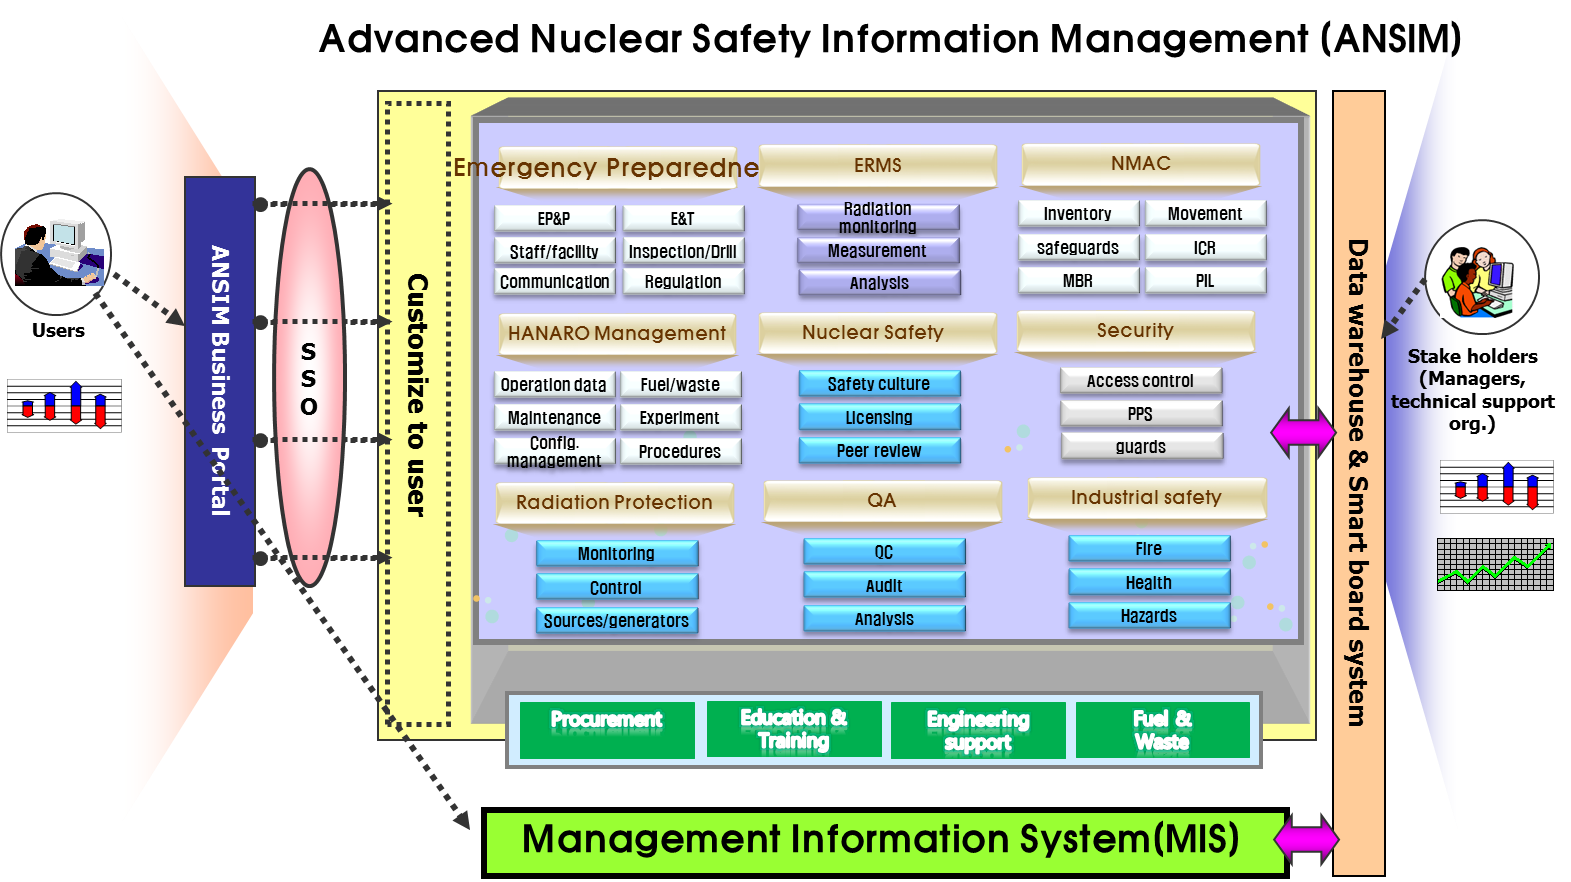 Advanced Nuclear Safety Information Management (ANSIM)
Users
ANSIM Business Portal
S
S
O
Customize to user
Emergency Preparedne
EP&P
E&T
Staff/facility
Inspection/Drill
Communication
Regulation
ERMS
Radiation
monitoring
Measurement
Analysis
NMAC
Inventory
Movement
safeguards
ICR
MBR
PIL
HANARO Management
Operation data
Fuel/waste
Maintenance
Experiment
Config.
management
Procedures
Nuclear Safety
Safety culture
Licensing
Peer review
Security
Access control
PPS
guards
Radiation Protection
Monitoring
Control
Sources/generators
QA
QC
Audit
Analysis
Industrial safety
Fire
Health
Hazards
Procurement
Education &
Training
Engineering
support
Fuel &
Waste
Management Information System(MIS)
Data warehouse & Smart board system
Stake holders
(Managers,
technical support
org.)